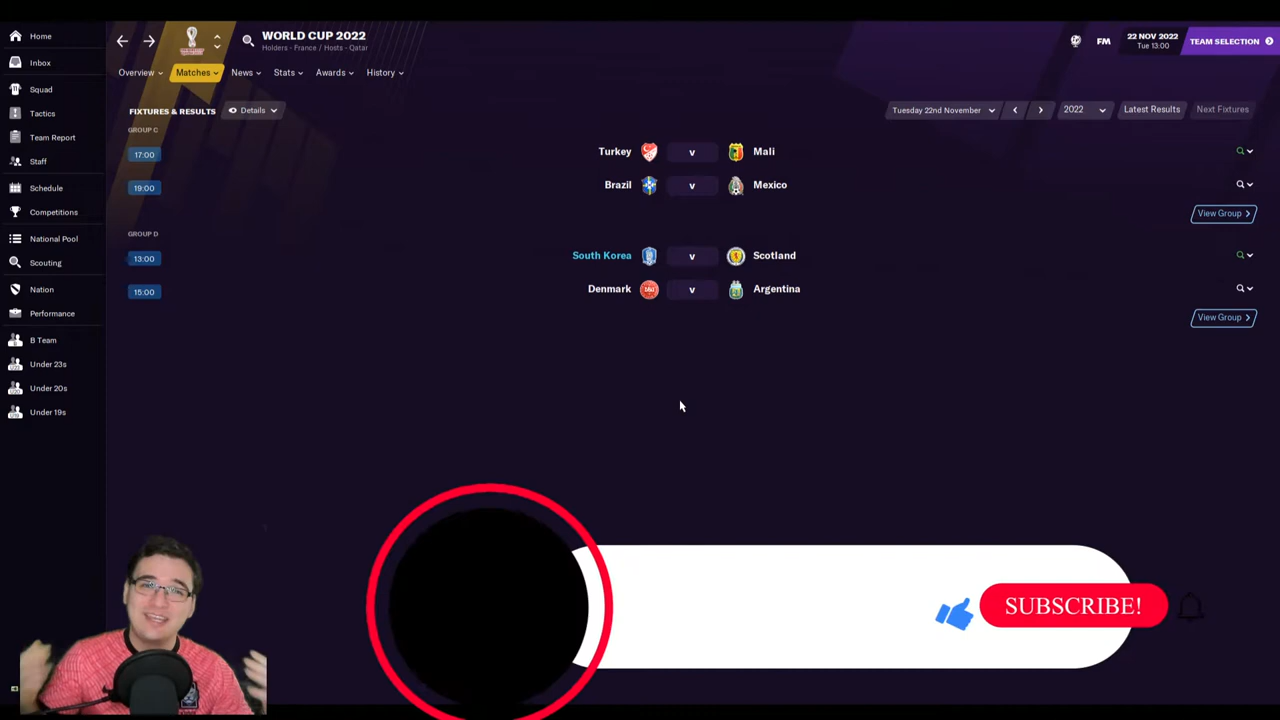 Home
Inbox
Squad
Tactics
Team Report
Staff
Schedule
Competitions
National Pool
Scouting
Nation
Performance
B Team
Under 23s
Under 20s
Under 19s
WORLD CUP 2022
Holders - France / Hosts - Qatar
FM
22 NOV 2022
Tue 13:00
TEAM SELECTION
Overview Matches News Stats Awards History
FIXTURES & RESULTS Details
Tuesday 22nd November 2022 Latest Results Next Fixtures
GROUP C
17:00 Turkey v Mali
19:00 Brazil v Mexico
View Group
GROUP D
13:00 South Korea v Scotland
15:00 Denmark v Argentina
View Group
SUBSCRIBE!